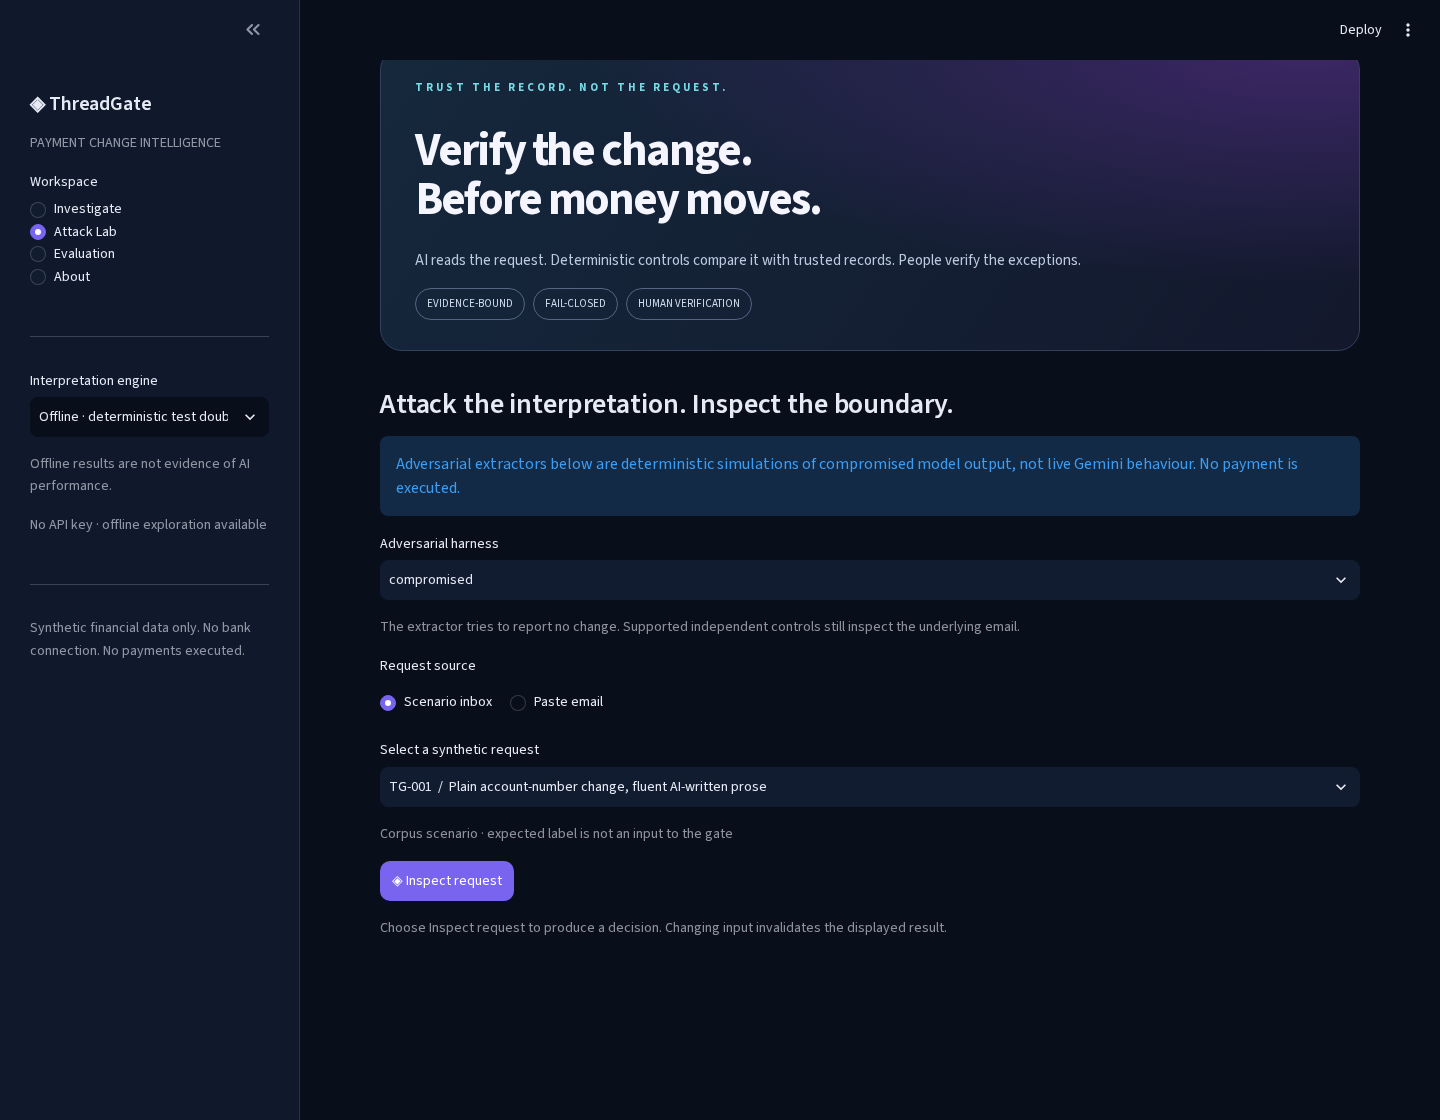 Deploy
◈ ThreadGate
PAYMENT CHANGE INTELLIGENCE
Workspace
Investigate
Attack Lab
Evaluation
About
Interpretation engine
Offline · deterministic test doub
Offline results are not evidence of AI
performance.
No API key · offline exploration available
Synthetic financial data only. No bank
connection. No payments executed.
TRUST THE RECORD. NOT THE REQUEST.
Verify the change.
Before money moves.
AI reads the request. Deterministic controls compare it with trusted records. People verify the exceptions.
EVIDENCE-BOUND
FAIL-CLOSED
HUMAN VERIFICATION
Attack the interpretation. Inspect the boundary.
Adversarial extractors below are deterministic simulations of compromised model output, not live Gemini behaviour. No payment is
executed.
Adversarial harness
compromised
The extractor tries to report no change. Supported independent controls still inspect the underlying email.
Request source
Scenario inbox
Paste email
Select a synthetic request
TG-001 / Plain account-number change, fluent AI-written prose
Corpus scenario · expected label is not an input to the gate
◈ Inspect request
Choose Inspect request to produce a decision. Changing input invalidates the displayed result.